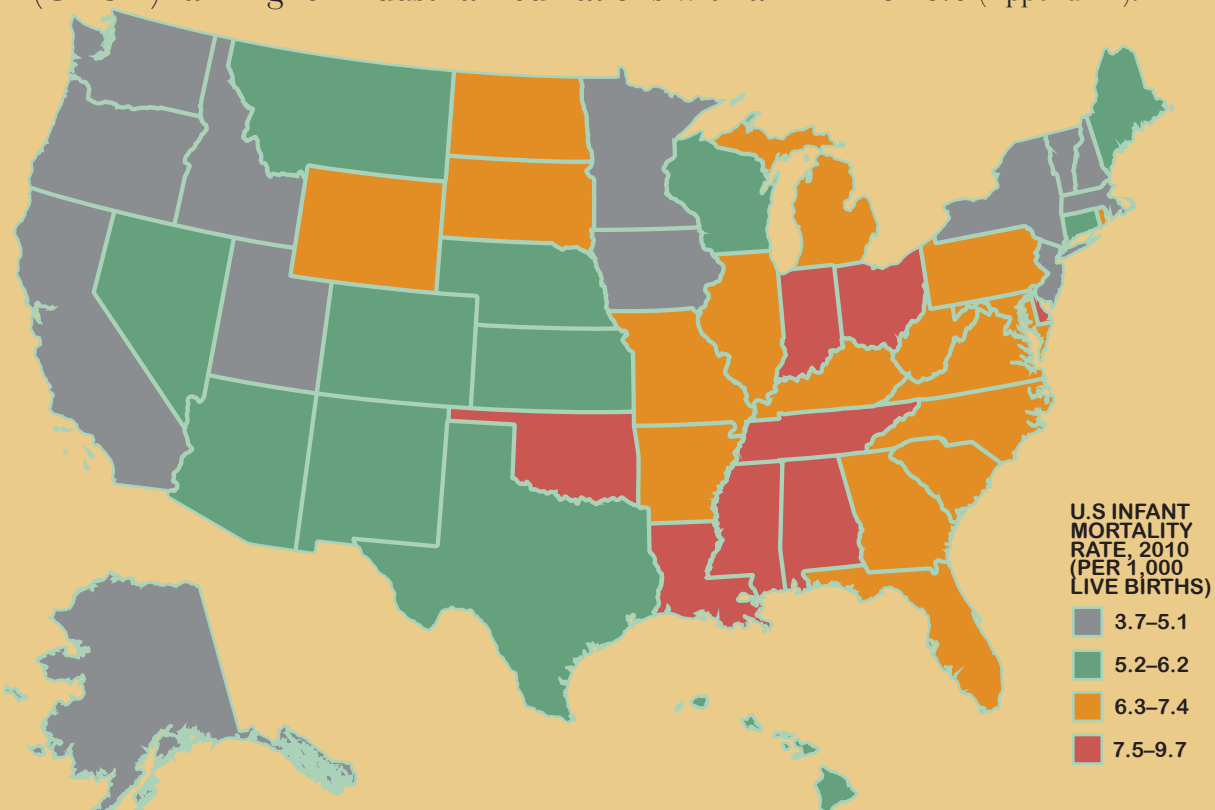 U.S INFANT
MORTALITY
RATE, 2010
(PER 1,000
LIVE BIRTHS)
3.7–5.1
5.2–6.2
6.3–7.4
7.5–9.7